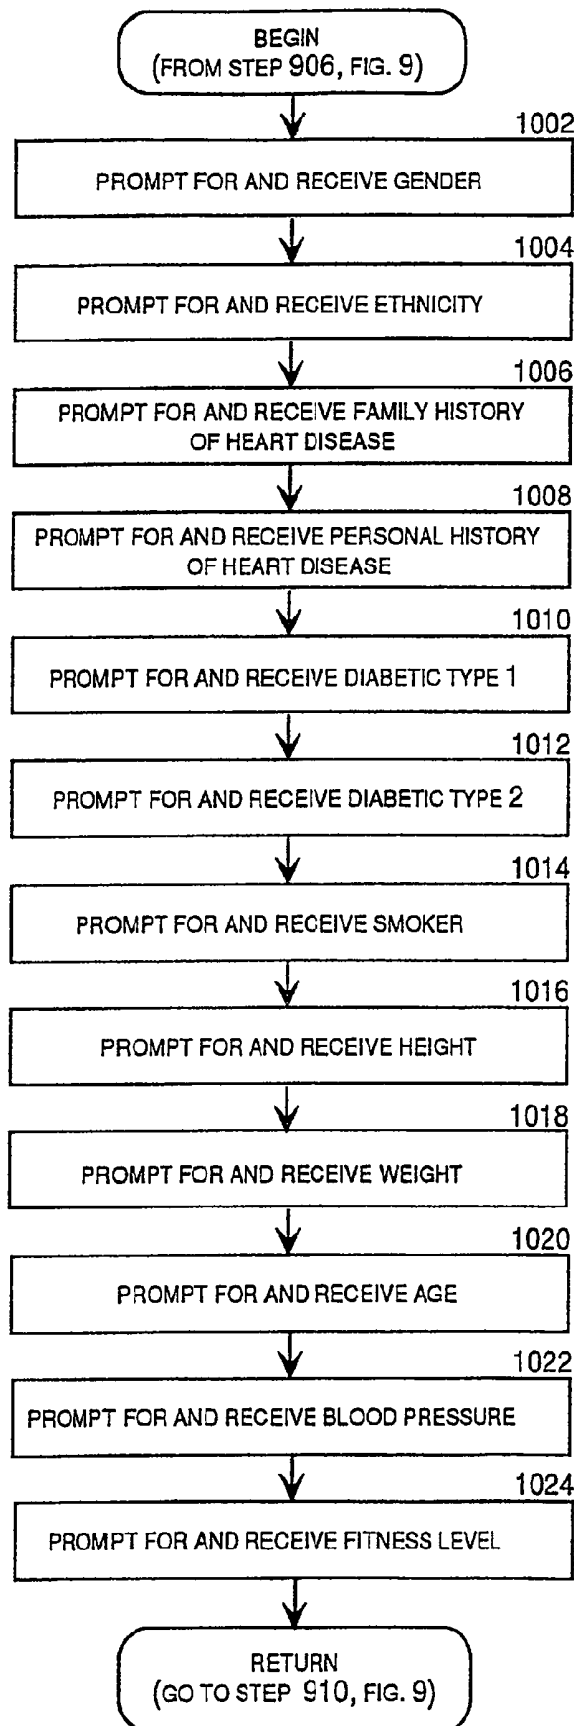 BEGIN
(FROM STEP 906, FIG. 9)
1002
PROMPT FOR AND RECEIVE GENDER
1004
PROMPT FOR AND RECEIVE ETHNICITY
1006
PROMPT FOR AND RECEIVE FAMILY HISTORY
OF HEART DISEASE
1008
PROMPT FOR AND RECEIVE PERSONAL HISTORY
OF HEART DISEASE
1010
PROMPT FOR AND RECEIVE DIABETIC TYPE 1
1012
PROMPT FOR AND RECEIVE DIABETIC TYPE 2
1014
PROMPT FOR AND RECEIVE SMOKER
1016
PROMPT FOR AND RECEIVE HEIGHT
1018
PROMPT FOR AND RECEIVE WEIGHT
1020
PROMPT FOR AND RECEIVE AGE
1022
PROMPT FOR AND RECEIVE BLOOD PRESSURE
1024
PROMPT FOR AND RECEIVE FITNESS LEVEL
RETURN
(GO TO STEP 910, FIG. 9)